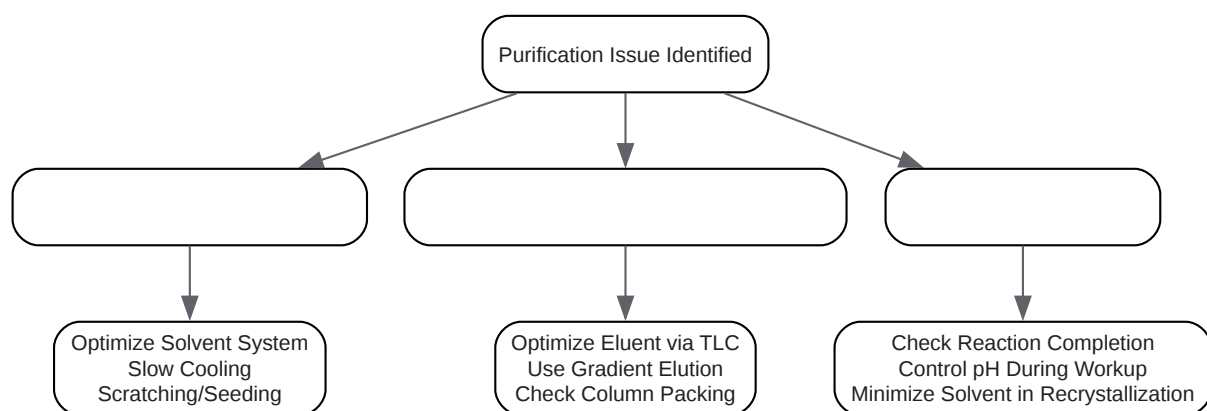 Purification Issue Identified
Optimize Solvent System
Slow Cooling
Scratching/Seeding
Optimize Eluent via TLC
Use Gradient Elution
Check Column Packing
Check Reaction Completion
Control pH During Workup
Minimize Solvent in Recrystallization